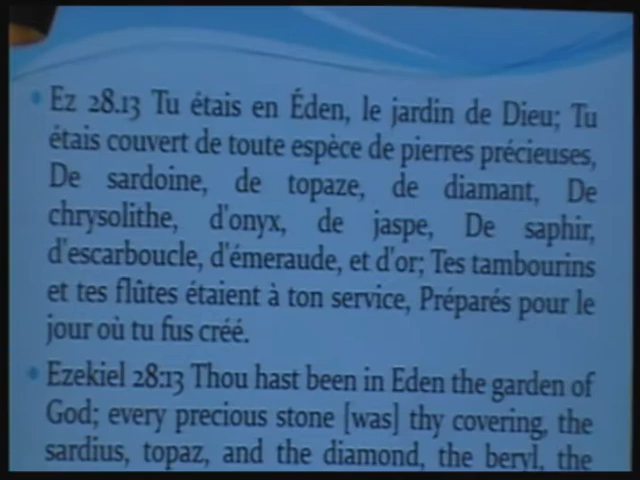 Ez 28.13 Tu étais en Éden, le jardin de Dieu; Tu
étais couvert de toute espèce de pierres précieuses,
De sardoine, de topaze, de diamant, De
chrysolithe, d'onyx, de jaspe, De saphir,
d'escarboucle, d'émeraude, et d'or; Tes tambourins
et tes flûtes étaient à ton service, Préparés pour le
jour où tu fus créé.
Ezekiel 28:13 Thou hast been in Eden the garden of
God; every precious stone [was] thy covering, the
sardius, topaz, and the diamond, the beryl, the